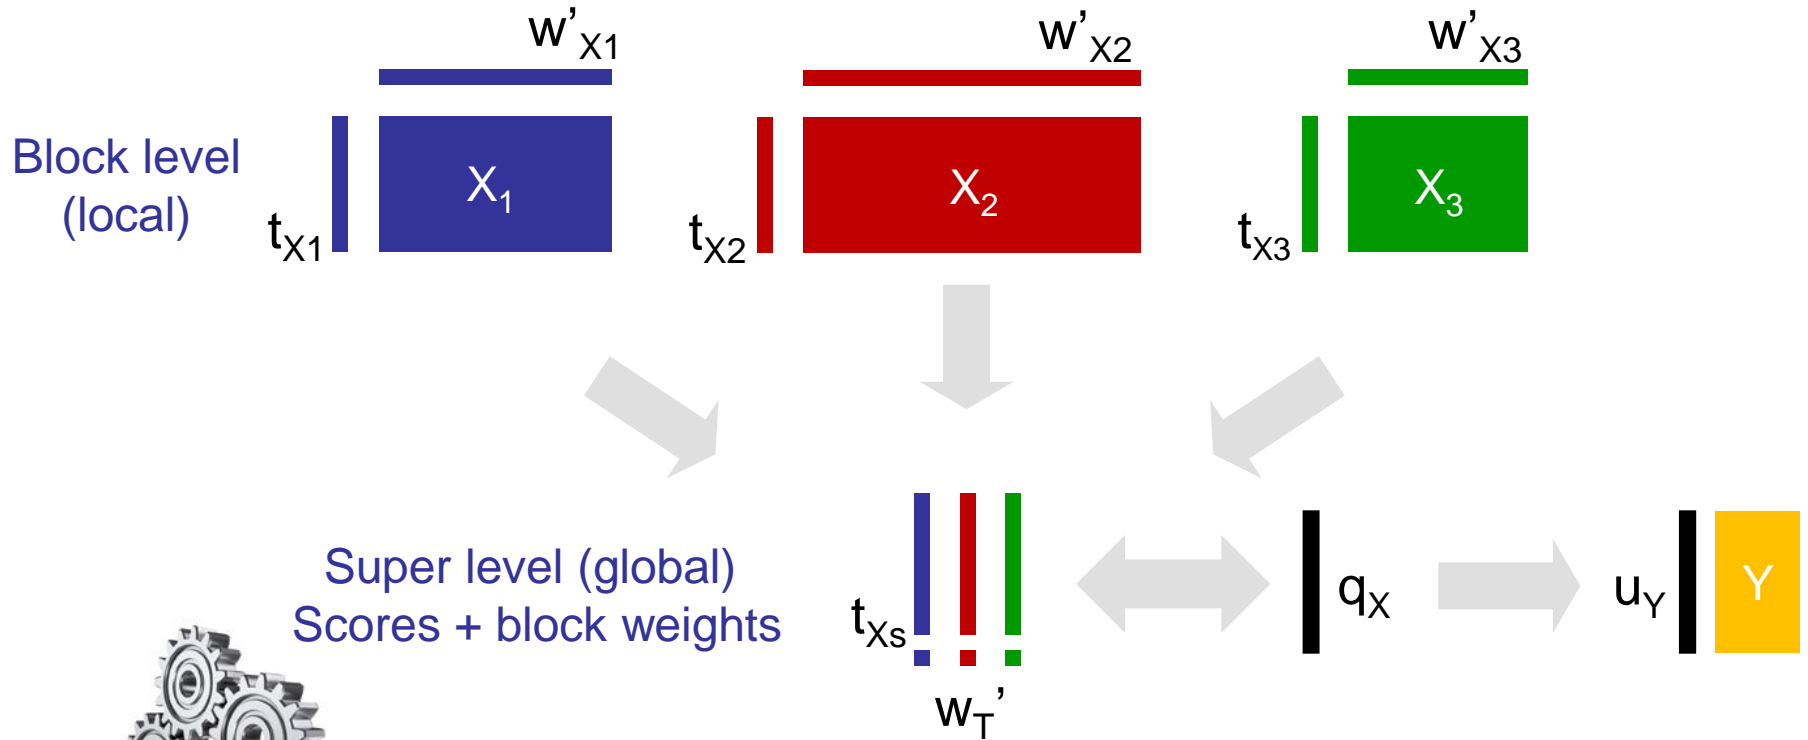 w’X1
w’X2
w’X3
Block level
(local)
X1
X2
X3
tX1
tX2
tX3
Super level (global)
Scores + block weights
tXs
qX
uY
Y
wT’